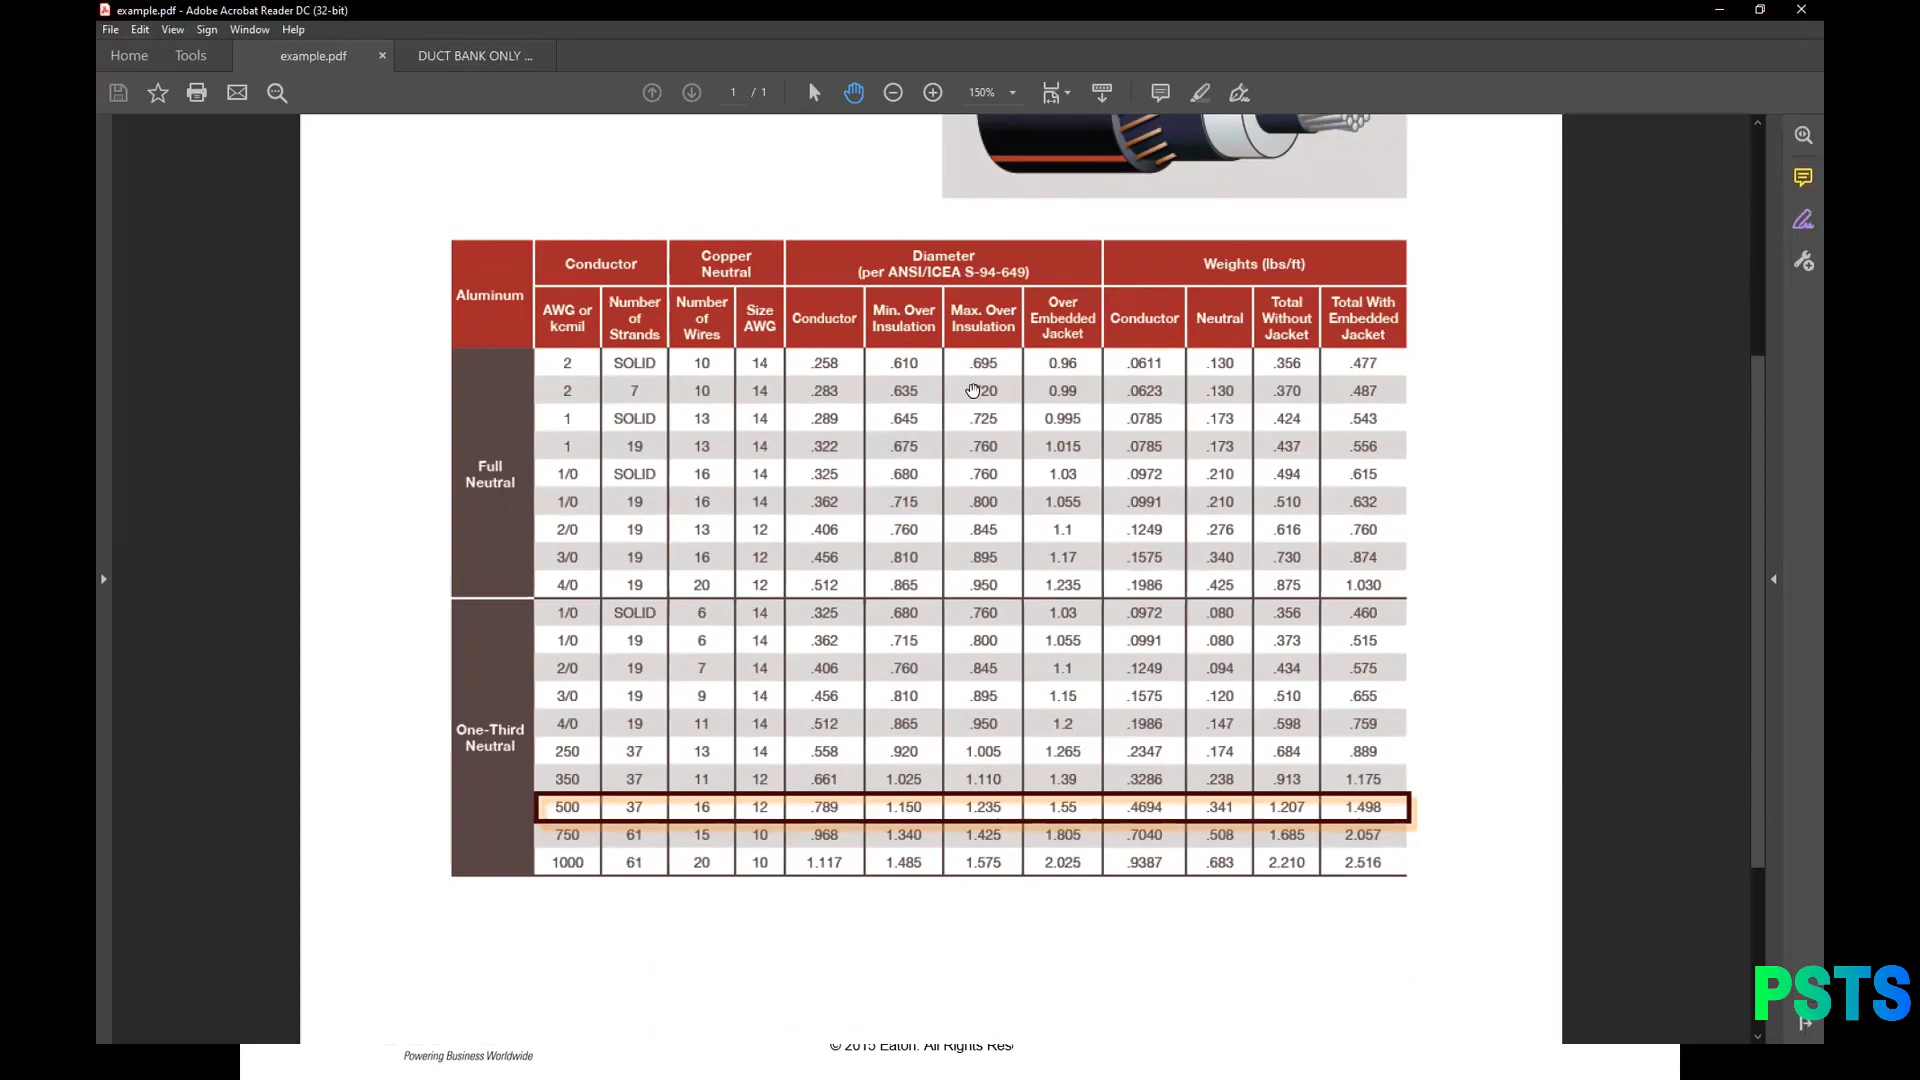 example.pdf - Adobe Acrobat Reader DC (32-bit)
File Edit View Sign Window Help
Home Tools example.pdf × DUCT BANK ONLY ...
1 / 1 150%
Aluminum Conductor Copper Neutral Diameter (per ANSI/ICEA S-94-649) Weights (lbs/ft)
AWG or kcmil Number of Strands Number of Wires Size AWG Conductor Min. Over Insulation Max. Over Insulation Over Embedded Jacket Conductor Neutral Total Without Jacket Total With Embedded Jacket
Full Neutral
2 SOLID 10 14 .258 .610 .695 0.96 .0611 .130 .356 .477
2 7 10 14 .283 .635 20 0.99 .0623 .130 .370 .487
1 SOLID 13 14 .289 .645 .725 0.995 .0785 .173 .424 .543
1 19 13 14 .322 .675 .760 1.015 .0785 .173 .437 .556
1/0 SOLID 16 14 .325 .680 .760 1.03 .0972 .210 .494 .615
1/0 19 16 14 .362 .715 .800 1.055 .0991 .210 .510 .632
2/0 19 13 12 .406 .760 .845 1.1 .1249 .276 .616 .760
3/0 19 16 12 .456 .810 .895 1.17 .1575 .340 .730 .874
4/0 19 20 12 .512 .865 .950 1.235 .1986 .425 .875 1.030
One-Third Neutral
1/0 SOLID 6 14 .325 .680 .760 1.03 .0972 .080 .356 .460
1/0 19 6 14 .362 .715 .800 1.055 .0991 .080 .373 .515
2/0 19 7 14 .406 .760 .845 1.1 .1249 .094 .434 .575
3/0 19 9 14 .456 .810 .895 1.15 .1575 .120 .510 .655
4/0 19 11 14 .512 .865 .950 1.2 .1986 .147 .598 .759
250 37 13 14 .558 .920 1.005 1.265 .2347 .174 .684 .889
350 37 11 12 .661 1.025 1.110 1.39 .3286 .238 .913 1.175
500 37 16 12 .789 1.150 1.235 1.55 .4694 .341 1.207 1.498
750 61 15 10 .968 1.340 1.425 1.805 .7040 .508 1.685 2.057
1000 61 20 10 1.117 1.485 1.575 2.025 .9387 .683 2.210 2.516
PSTS
Powering Business Worldwide
© 2015 Eaton. All Rights Res